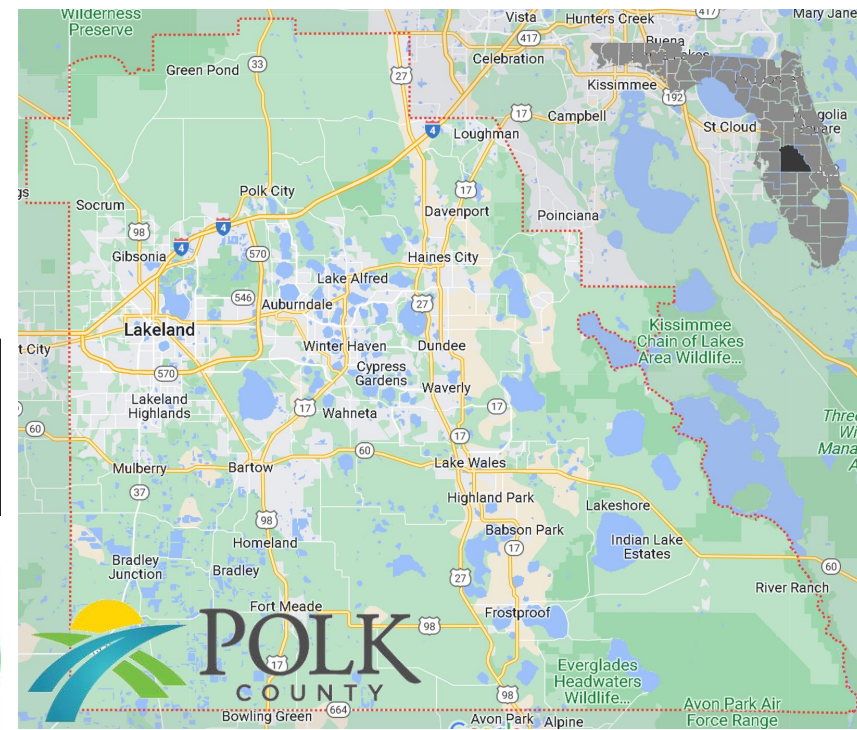 Wilderness
Preserve
Vista
Hunters Creek
417
Mary Jane
417
Buena
Green Pond
33
27
Celebration
Kissimmee
192
17
Campbell
St Cloud
4
Loughman
Polk City
17
Socrum
98
4
Davenport
Poinciana
Gibsonia
4
570
Haines City
Lake Alfred
546
Auburndale
27
Lakeland
Kissimmee
Chain of Lakes
Area Wildlife...
t City
Winter Haven
Dundee
570
Cypress
Gardens
Waverly
Lakeland
Highlands
17
Wahneta
17
60
17
60
Mulberry
Bartow
Lake Wales
37
Highland Park
Lakeshore
98
Babson Park
Homeland
17
Indian Lake
Estates
Bradley
Junction
Bradley
27
60
River Ranch
Fort Meade
98
Frostproof
POLK
COUNTY
17
Everglades
Headwaters
Wildlife...
98
664
Bowling Green
Avon Park
Alpine
Avon Park Air
Force Range